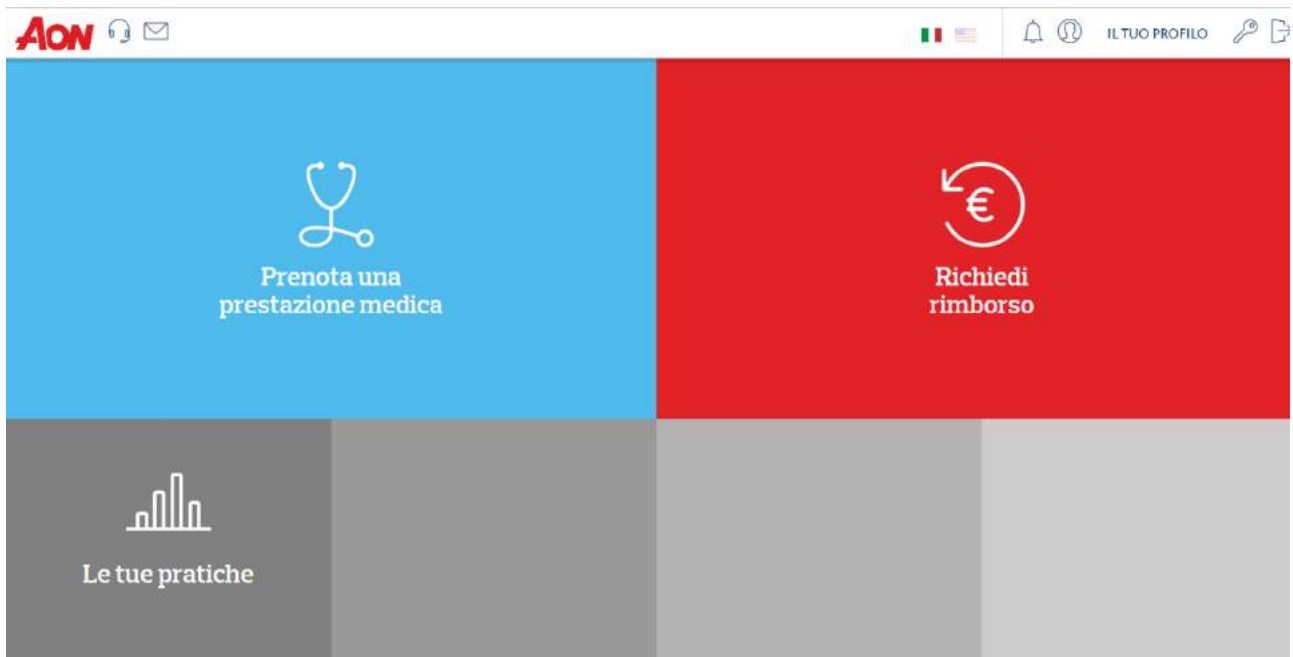 AON
IL TUO PROFILO
Prenota una
prestazione medica
€
Richiedi
rimborso
Le tue pratiche